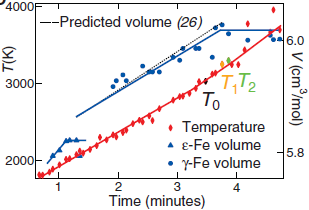 4000
---Predicted volume (26)
T(K)
3000
2000
6.0
V (cm³/mol)
5.8
T₀
T₁
T₂
Temperature
ε-Fe volume
γ-Fe volume
1
2
3
4
Time (minutes)